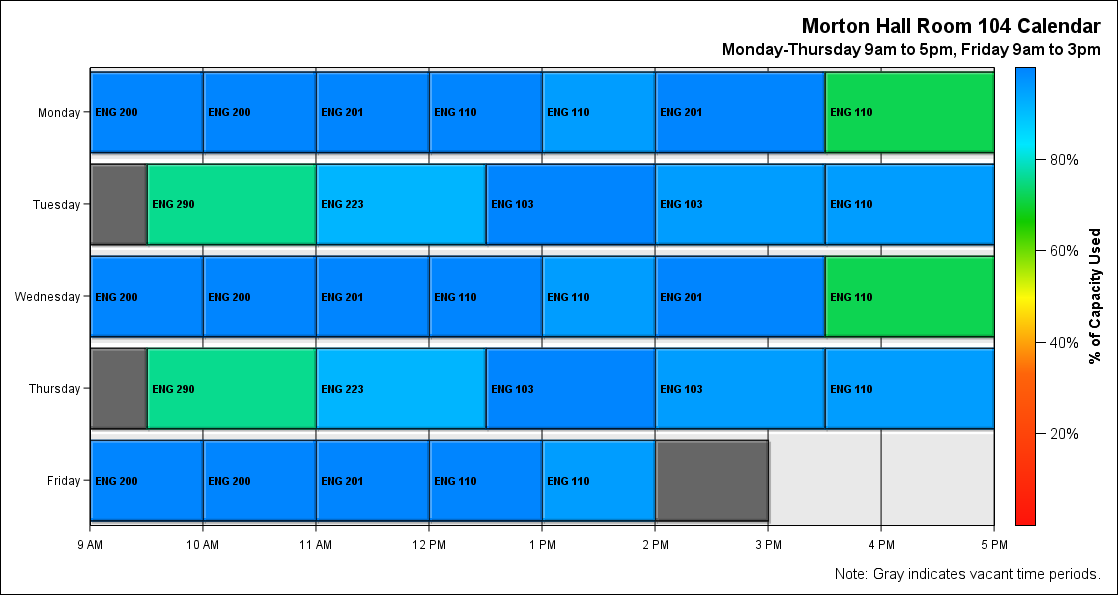 Morton Hall Room 104 Calendar
Monday-Thursday 9am to 5pm, Friday 9am to 3pm
Monday ENG 200 ENG 200 ENG 201 ENG 110 ENG 110 ENG 201 ENG 110
Tuesday ENG 290 ENG 223 ENG 103 ENG 103 ENG 110
Wednesday ENG 200 ENG 200 ENG 201 ENG 110 ENG 110 ENG 201 ENG 110
Thursday ENG 290 ENG 223 ENG 103 ENG 103 ENG 110
Friday ENG 200 ENG 200 ENG 201 ENG 110 ENG 110
9 AM 10 AM 11 AM 12 PM 1 PM 2 PM 3 PM 4 PM 5 PM
80%
60%
40%
20%
% of Capacity Used
Note: Gray indicates vacant time periods.